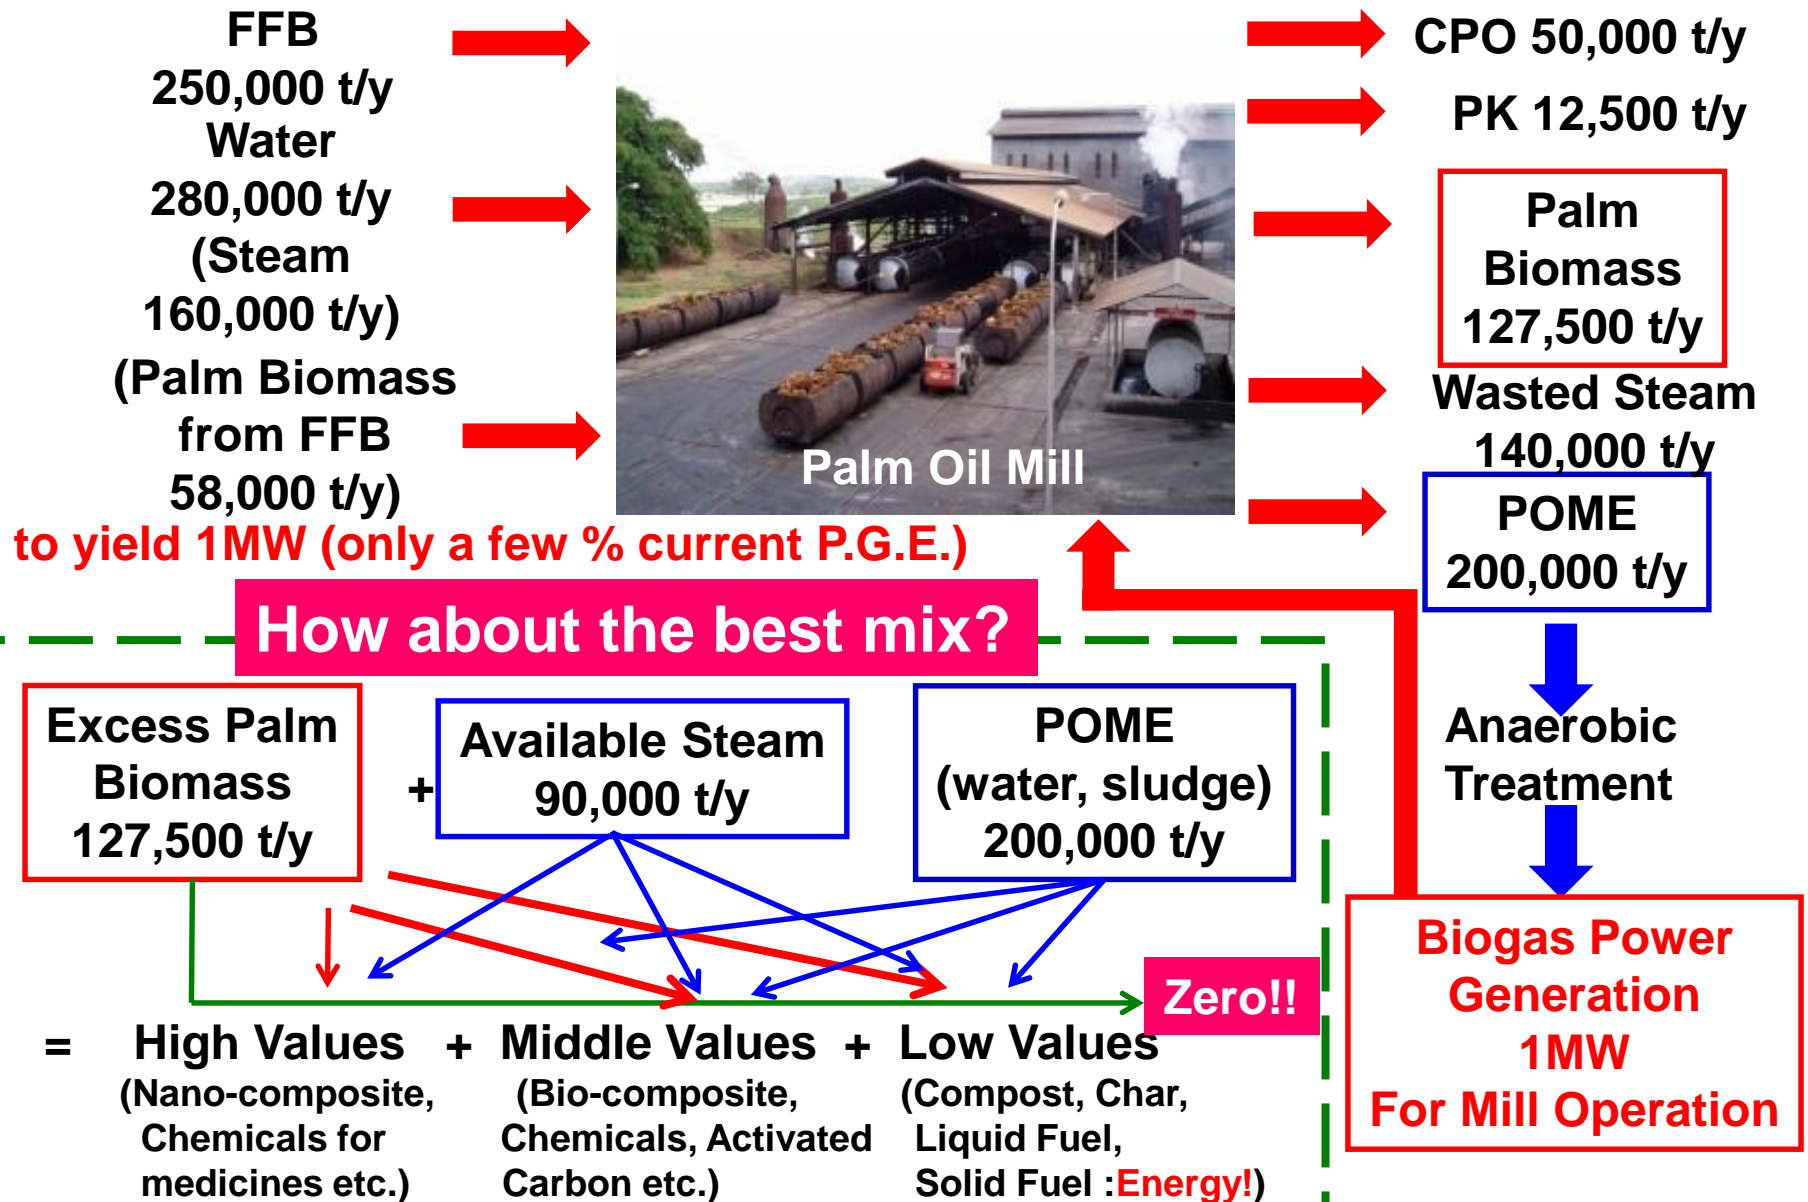 FFB
250,000 t/y
Water
280,000 t/y
(Steam
160,000 t/y)
(Palm Biomass
from FFB
58,000 t/y)
to yield 1MW (only a few % current P.G.E.)
Palm Oil Mill
CPO 50,000 t/y
PK 12,500 t/y
Palm
Biomass
127,500 t/y
Wasted Steam
140,000 t/y
POME
200,000 t/y
Anaerobic
Treatment
Biogas Power
Generation
1MW
For Mill Operation
How about the best mix?
Excess Palm
Biomass
127,500 t/y
+
Available Steam
90,000 t/y
POME
(water, sludge)
200,000 t/y
Zero!!
= High Values + Middle Values + Low Values
(Nano-composite,
Chemicals for
medicines etc.)
(Bio-composite,
Chemicals, Activated
Carbon etc.)
(Compost, Char,
Liquid Fuel,
Solid Fuel :Energy!)